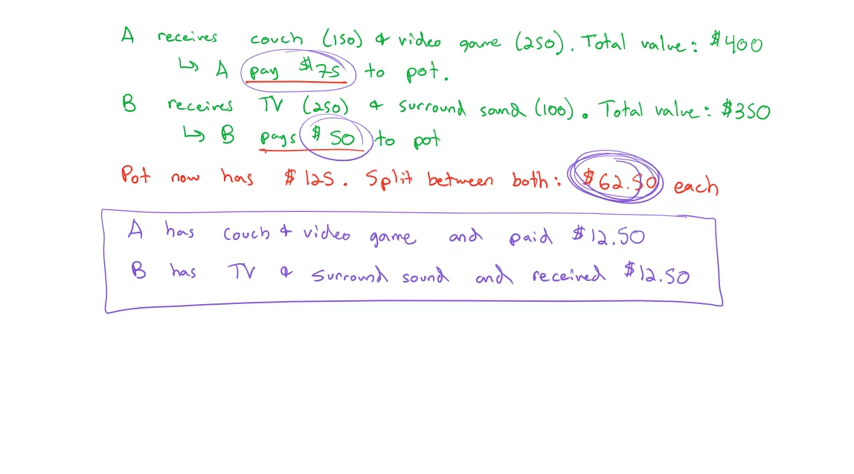 A receives couch (150) & video game (250). Total value: $400
↳ A pay $75 to pot.
B receives TV (250) & surround sound (100). Total value: $350
↳ B pays $50 to pot
Pot now has $125. Split between both: $62.50 each
A has couch & video game and paid $12.50
B has TV & surround sound and received $12.50